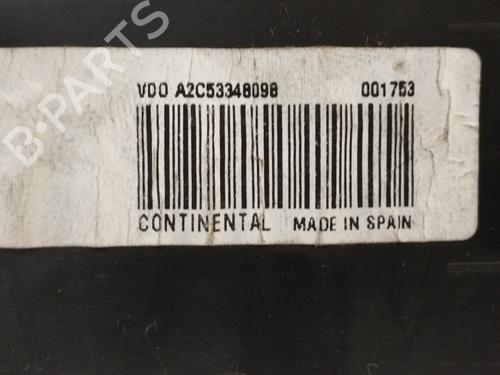 B-PARTS
VDO A2C53348098 001753
CONTINENTAL MADE IN SPAIN